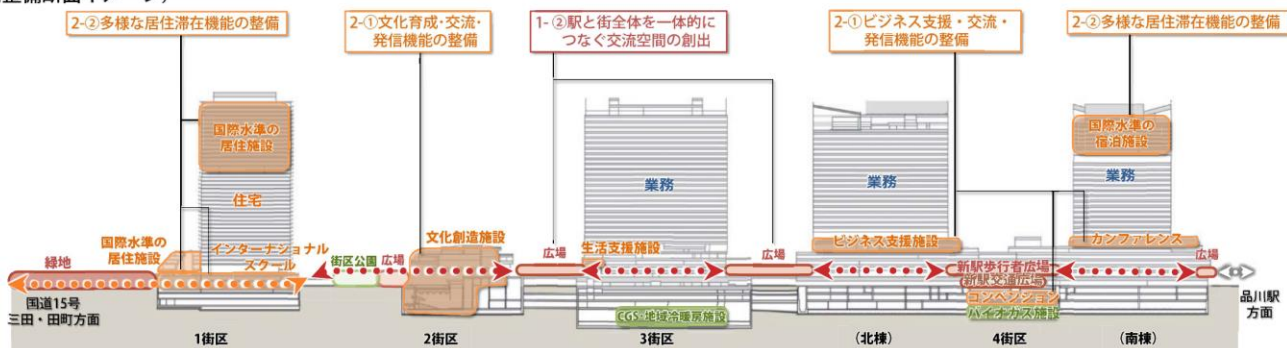 2-②多様な居住滞在機能の整備
2-①文化育成・交流・
発信機能の整備
1-②駅と街全体を一体的に
つなぐ交流空間の創出
2-①ビジネス支援・交流・
発信機能の整備
2-②多様な居住滞在機能の整備
国際水準の
居住施設
住宅
国際水準の
居住施設
インターナショナル
スクール
緑地
国道15号
三田・田町方面
1街区
街区公園
広場
文化創造施設
2街区
広場
業務
生活支援施設
広場
CGS・地域冷暖房施設
3街区
業務
ビジネス支援施設
(北棟)
新駅歩行者広場
新駅交通広場
コンベンション
バイオガス施設
4街区
国際水準の
宿泊施設
業務
カンファレンス
広場
(南棟)
品川駅
方面